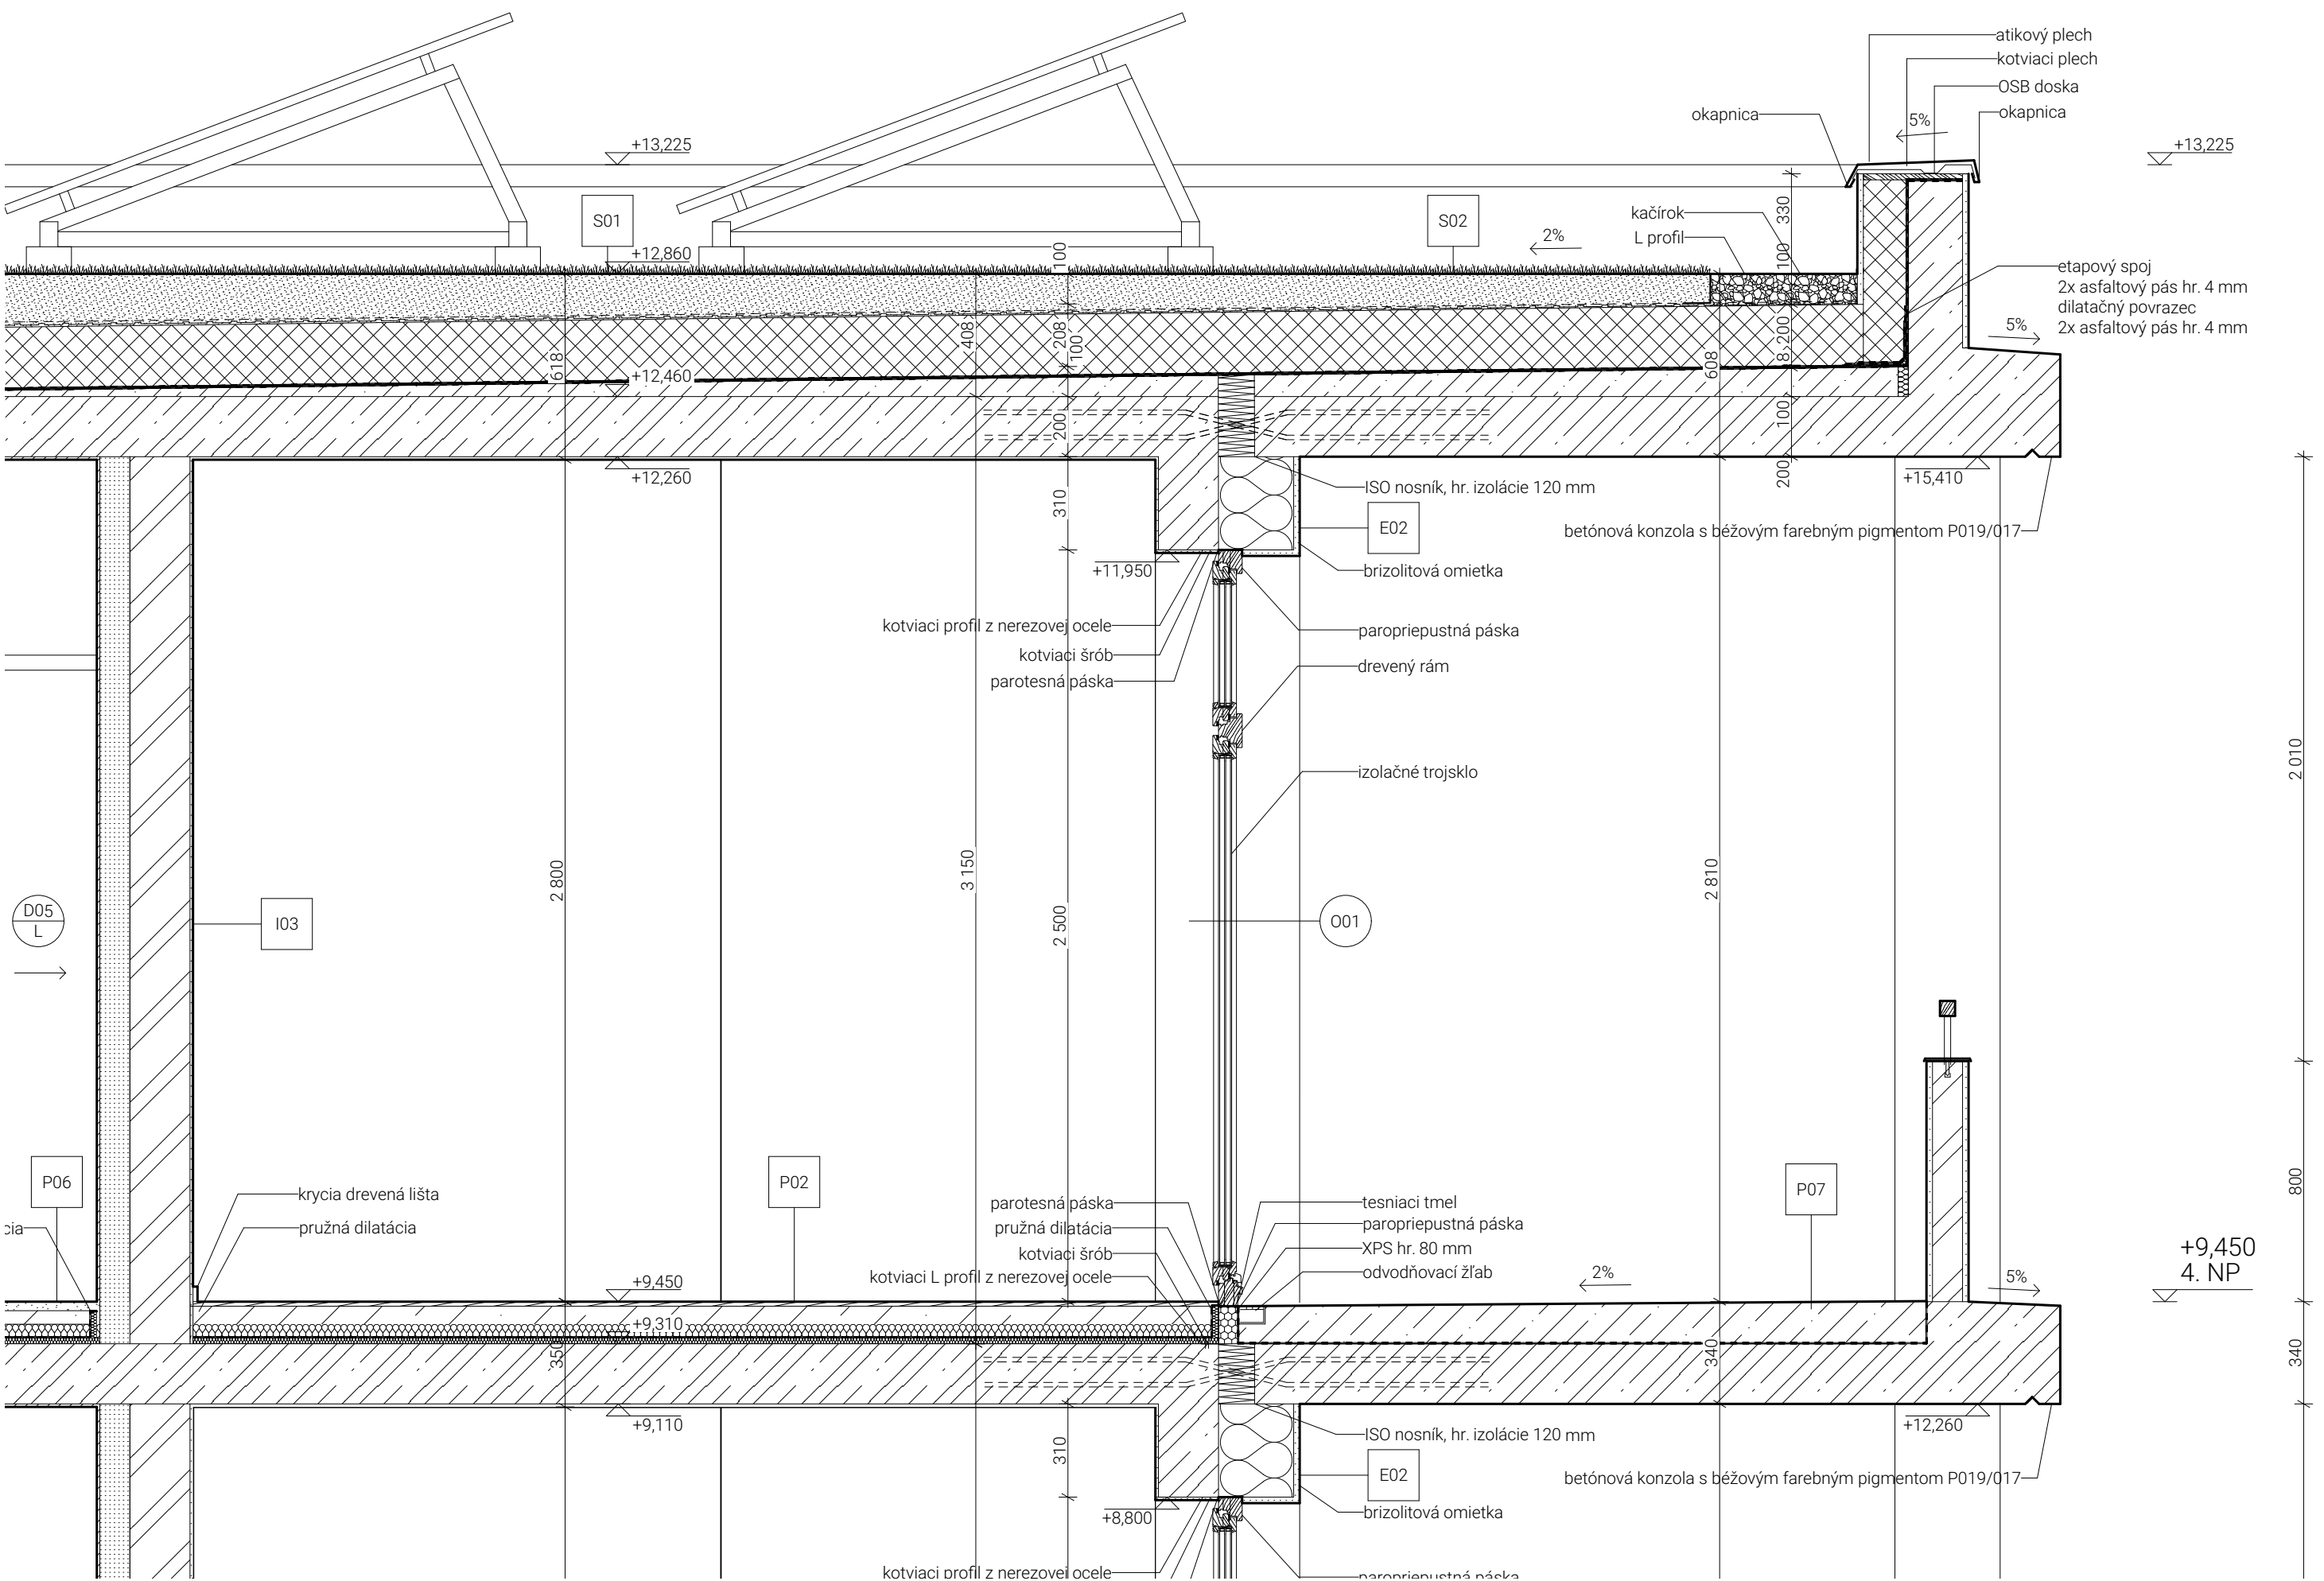 atikový plech
kotviaci plech
OSB doska
okapnica
okapnica
5%
+13,225
+13,225
S01
S02
2%
kačírok
L profil
330
100
100
+12,860
etapový spoj
2x asfaltový pás hr. 4 mm
dilatačný povrazec
2x asfaltový pás hr. 4 mm
5%
618
408
208
100
608
200
8
100
200
+12,460
200
+12,260
+15,410
310
ISO nosník, hr. izolácie 120 mm
E02
betónová konzola s béžovým farebným pigmentom P019/017
+11,950
brizolitová omietka
kotviaci profil z nerezovej ocele
paropriepustná páska
kotviaci šrób
drevený rám
parotesná páska
izolačné trojsklo
2 010
2 800
3 150
2 500
2 810
D05
L
I03
O01
P06
P02
P07
800
krycia drevená lišta
cia
pružná dilatácia
parotesná páska
pružná dilatácia
kotviaci šrób
kotviaci L profil z nerezovej ocele
tesniaci tmel
paropriepustná páska
XPS hr. 80 mm
odvodňovací žľab
2%
5%
+9,450
4. NP
+9,450
+9,310
350
340
340
+9,110
+12,260
310
ISO nosník, hr. izolácie 120 mm
E02
betónová konzola s béžovým farebným pigmentom P019/017
+8,800
brizolitová omietka
kotviaci profil z nerezovej ocele
paropriepustná páska